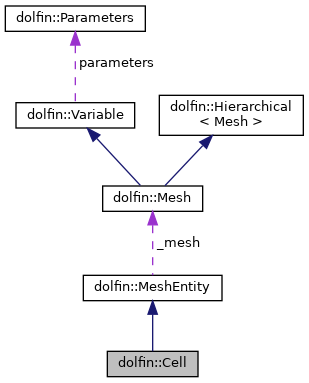 dolfin::Parameters
parameters
dolfin::Variable
dolfin::Hierarchical
< Mesh >
dolfin::Mesh
_mesh
dolfin::MeshEntity
dolfin::Cell